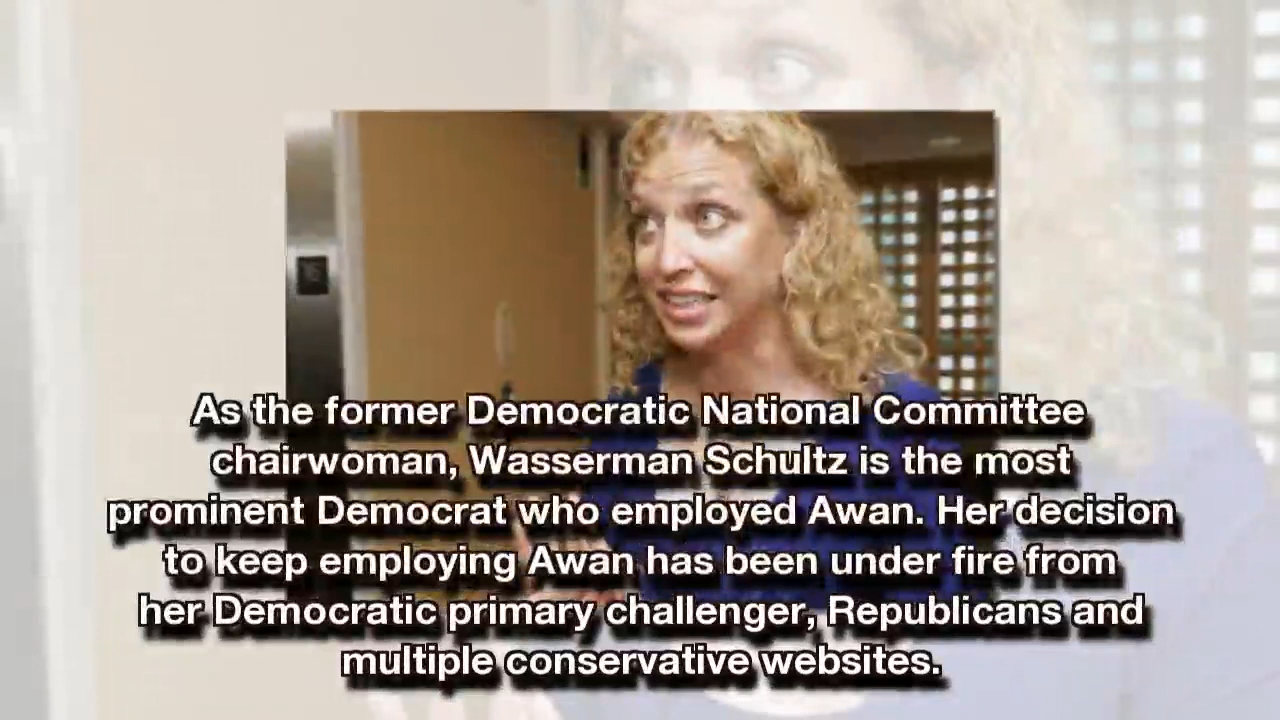 As the former Democratic National Committee
chairwoman, Wasserman Schultz is the most
prominent Democrat who employed Awan. Her decision
to keep employing Awan has been under fire from
her Democratic primary challenger, Republicans and
multiple conservative websites.